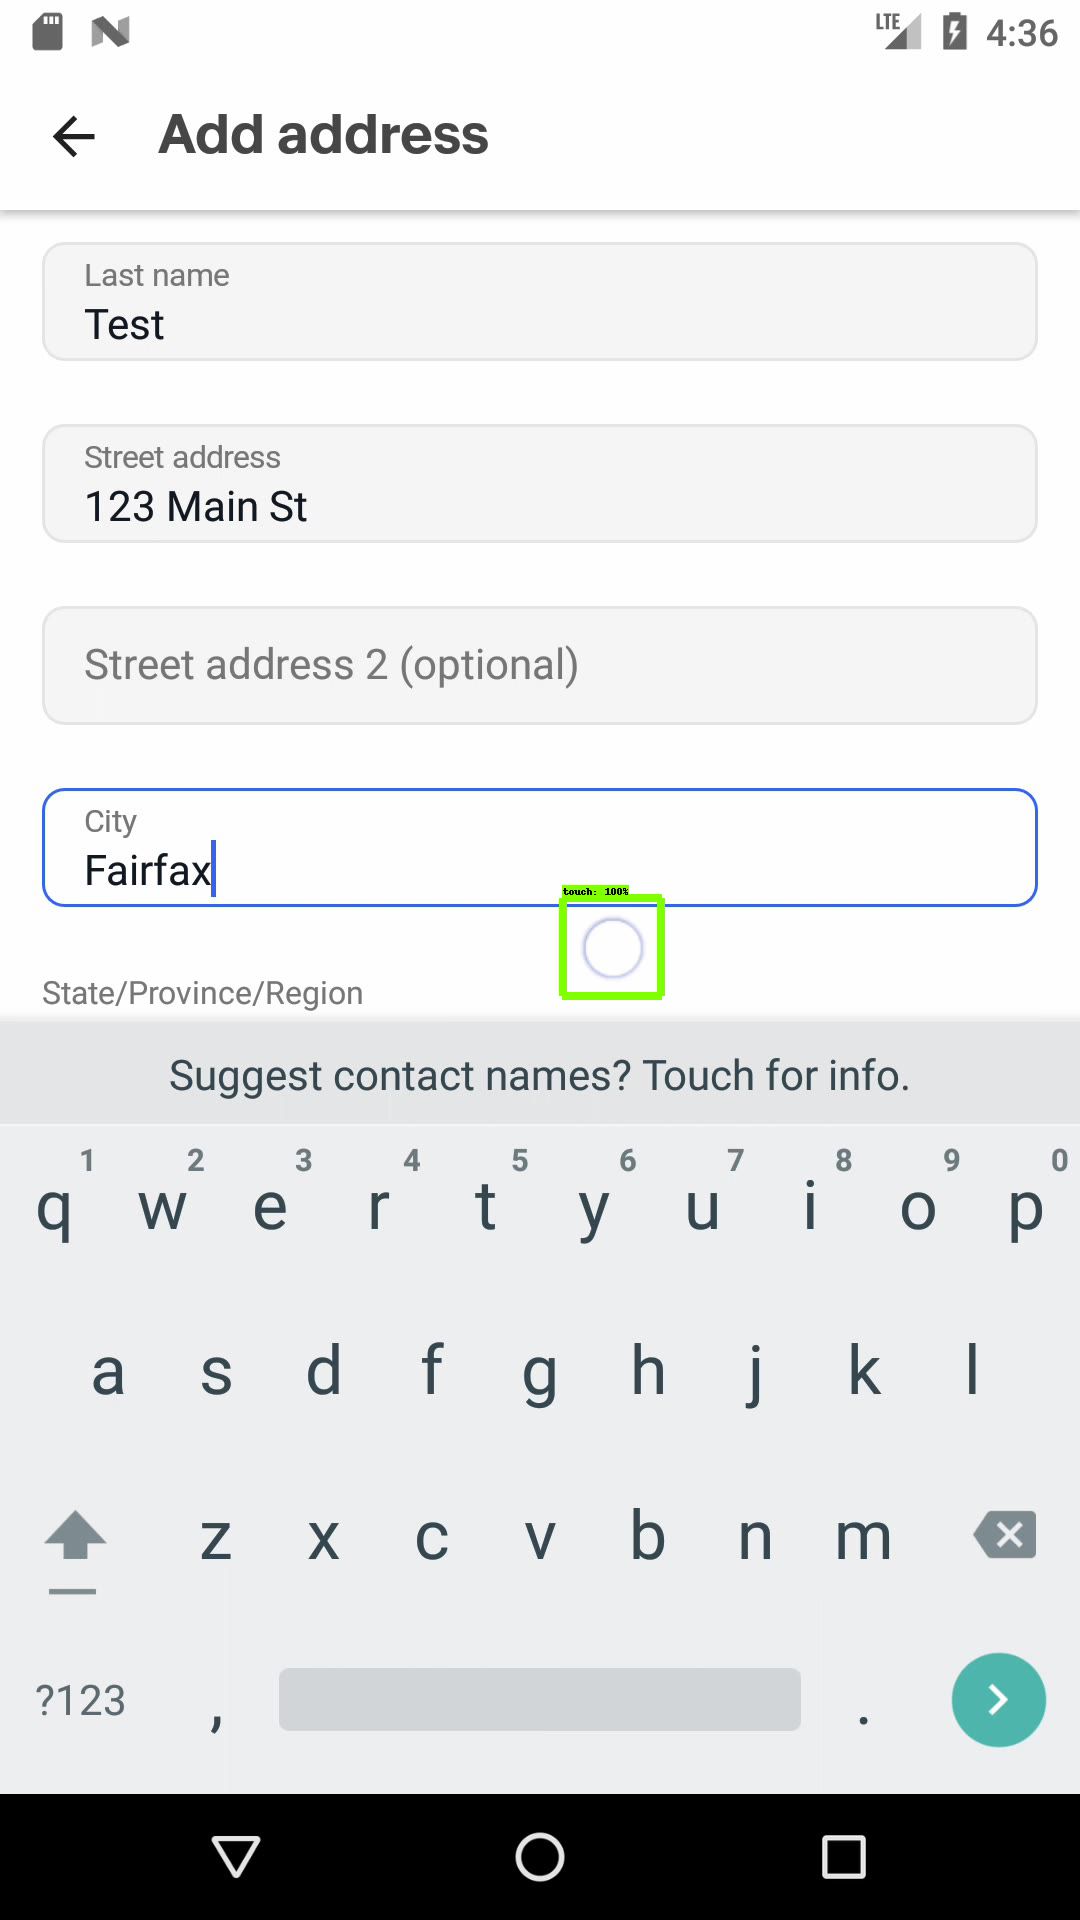 LTE 4:36
Add address
Last name
Test
Street address
123 Main St
Street address 2 (optional)
City
Fairfax
touch: 100%
State/Province/Region
Suggest contact names? Touch for info.
1 2 3 4 5 6 7 8 9 0
q w e r t y u i o p
a s d f g h j k l
z x c v b n m
?123 , .